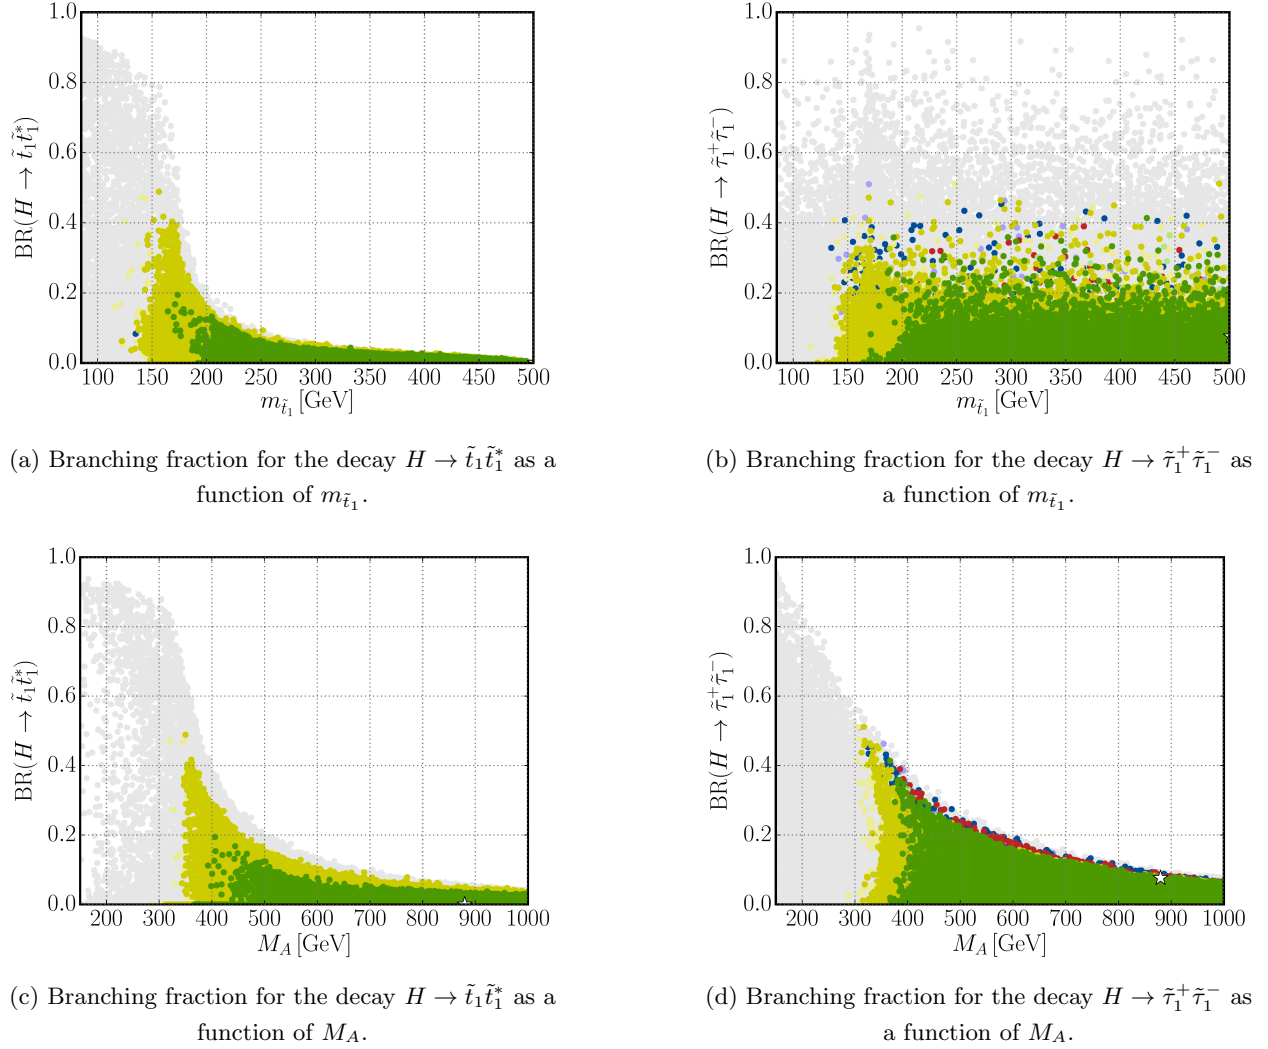 1.0
0.8
0.6
0.4
0.2
0.0
BR(H → t̃₁t̃₁*)
100 150 200 250 300 350 400 450 500
m_t̃₁ [GeV]
(a) Branching fraction for the decay H → t̃₁t̃₁* as a
function of m_t̃₁.
1.0
0.8
0.6
0.4
0.2
0.0
BR(H → τ̃₁⁺τ̃₁⁻)
100 150 200 250 300 350 400 450 500
m_t̃₁ [GeV]
(b) Branching fraction for the decay H → τ̃₁⁺τ̃₁⁻ as
a function of m_t̃₁.
1.0
0.8
0.6
0.4
0.2
0.0
BR(H → t̃₁t̃₁*)
200 300 400 500 600 700 800 900 1000
M_A [GeV]
(c) Branching fraction for the decay H → t̃₁t̃₁* as a
function of M_A.
1.0
0.8
0.6
0.4
0.2
0.0
BR(H → τ̃₁⁺τ̃₁⁻)
200 300 400 500 600 700 800 900 1000
M_A [GeV]
(d) Branching fraction for the decay H → τ̃₁⁺τ̃₁⁻ as
a function of M_A.